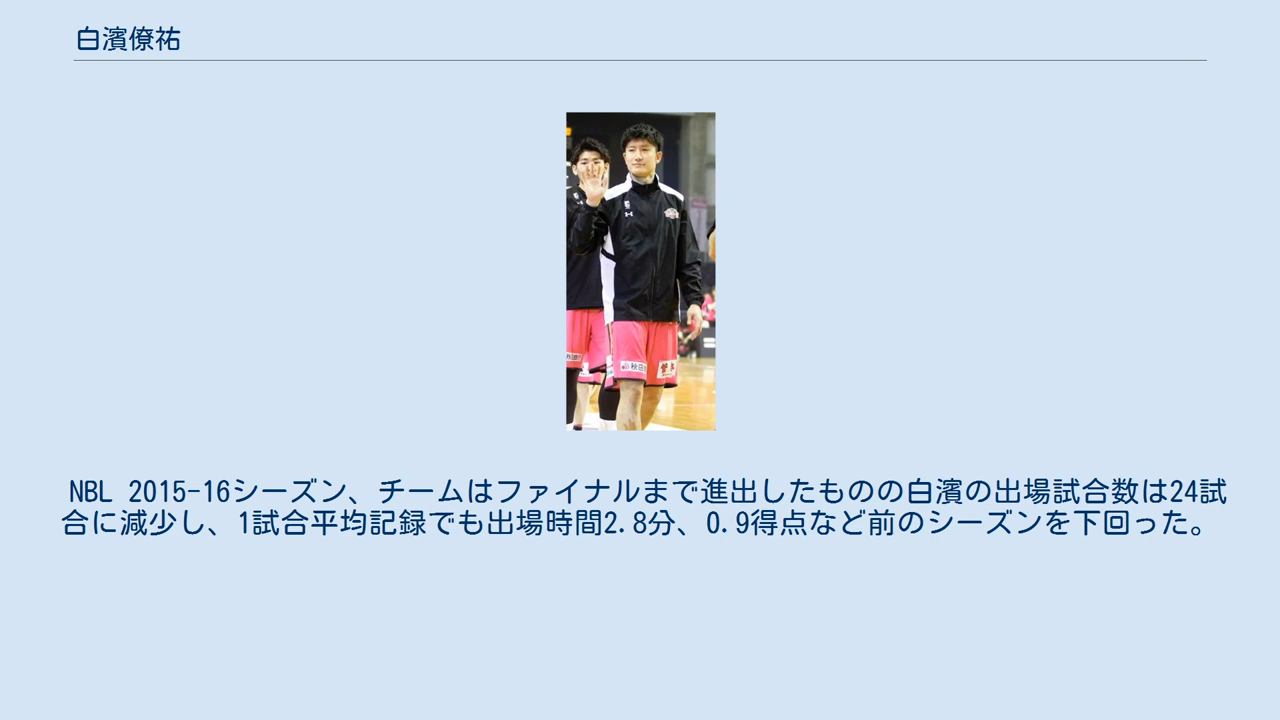 白濱僚祐
秋田
NBL 2015-16シーズン、チームはファイナルまで進出したものの白濱の出場試合数は24試
合に減少し、1試合平均記録でも出場時間2.8分、0.9得点など前のシーズンを下回った。